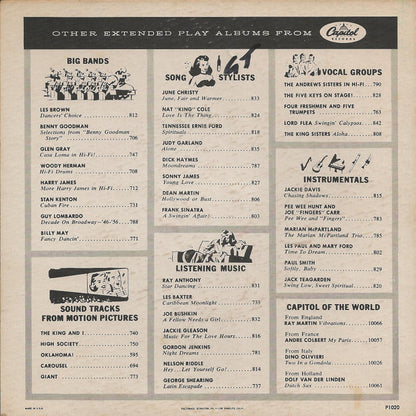 OTHER EXTENDED PLAY ALBUMS FROM
Capitol
RECORDS
BIG BANDS
LES BROWN
Dancers' Choice 812
BENNY GOODMAN
Selections from "Benny Goodman
Story" 706
GLEN GRAY
Casa Loma in Hi-Fi! 747
WOODY HERMAN
Hi-Fi Drums 708
HARRY JAMES
More Harry James in Hi-Fi 712
STAN KENTON
Cuban Fire 731
GUY LOMBARDO
Decade On Broadway—'46-'56 788
BILLY MAY
Fancy Dancin' 771
SOUND TRACKS
FROM MOTION PICTURES
THE KING AND I 740
HIGH SOCIETY 750
OKLAHOMA! 595
CAROUSEL 694
GIANT 773
GT
SONG STYLISTS
JUNE CHRISTY
June, Fair and Warmer 833
NAT "KING" COLE
Love Is The Thing 824
TENNESSEE ERNIE FORD
Spirituals 818
JUDY GARLAND
Alone 835
DICK HAYMES
Moondreams 787
SONNY JAMES
Young Love 827
DEAN MARTIN
Hollywood or Bust 806
FRANK SINATRA
A Swingin' Affair! 803
LISTENING MUSIC
RAY ANTHONY
Star Dancing 831
LES BAXTER
Caribbean Moonlight 733
JOE BUSHKIN
A Fellow Needs a Girl 832
JACKIE GLEASON
Music For The Love Hours 816
GORDON JENKINS
Night Dreams 781
NELSON RIDDLE
Hey...Let Yourself Go! 814
GEORGE SHEARING
Latin Escapade 737
VOCAL GROUPS
THE ANDREWS SISTERS IN HI-FI 790
THE FIVE KEYS ON STAGE! 828
FOUR FRESHMEN AND FIVE
TRUMPETS 763
LORD FLEA Swingin' Calypsos 842
THE KING SISTERS Aloha 808
INSTRUMENTALS
JACKIE DAVIS
Chasing Shadows 815
PEE WEE HUNT AND
JOE "FINGERS" CARR
Pee Wee and "Fingers" 783
MARIAN McPARTLAND
The Marian McPartland Trio 785
LES PAUL AND MARY FORD
Time To Dream 802
PAUL SMITH
Softly, Baby 829
JACK TEAGARDEN
Swing Low, Sweet Spiritual 820
CAPITOL OF THE WORLD
From England
RAY MARTIN Vibrations 10066
From France
ANDRE COLBERT My Paris 10057
From Italy
DINO OLIVIERI
Two In a Gondola 10028
From Holland
DOLF VAN DER LINDEN
Dutch Sax 10061
MADE IN U.S.A.
P1020